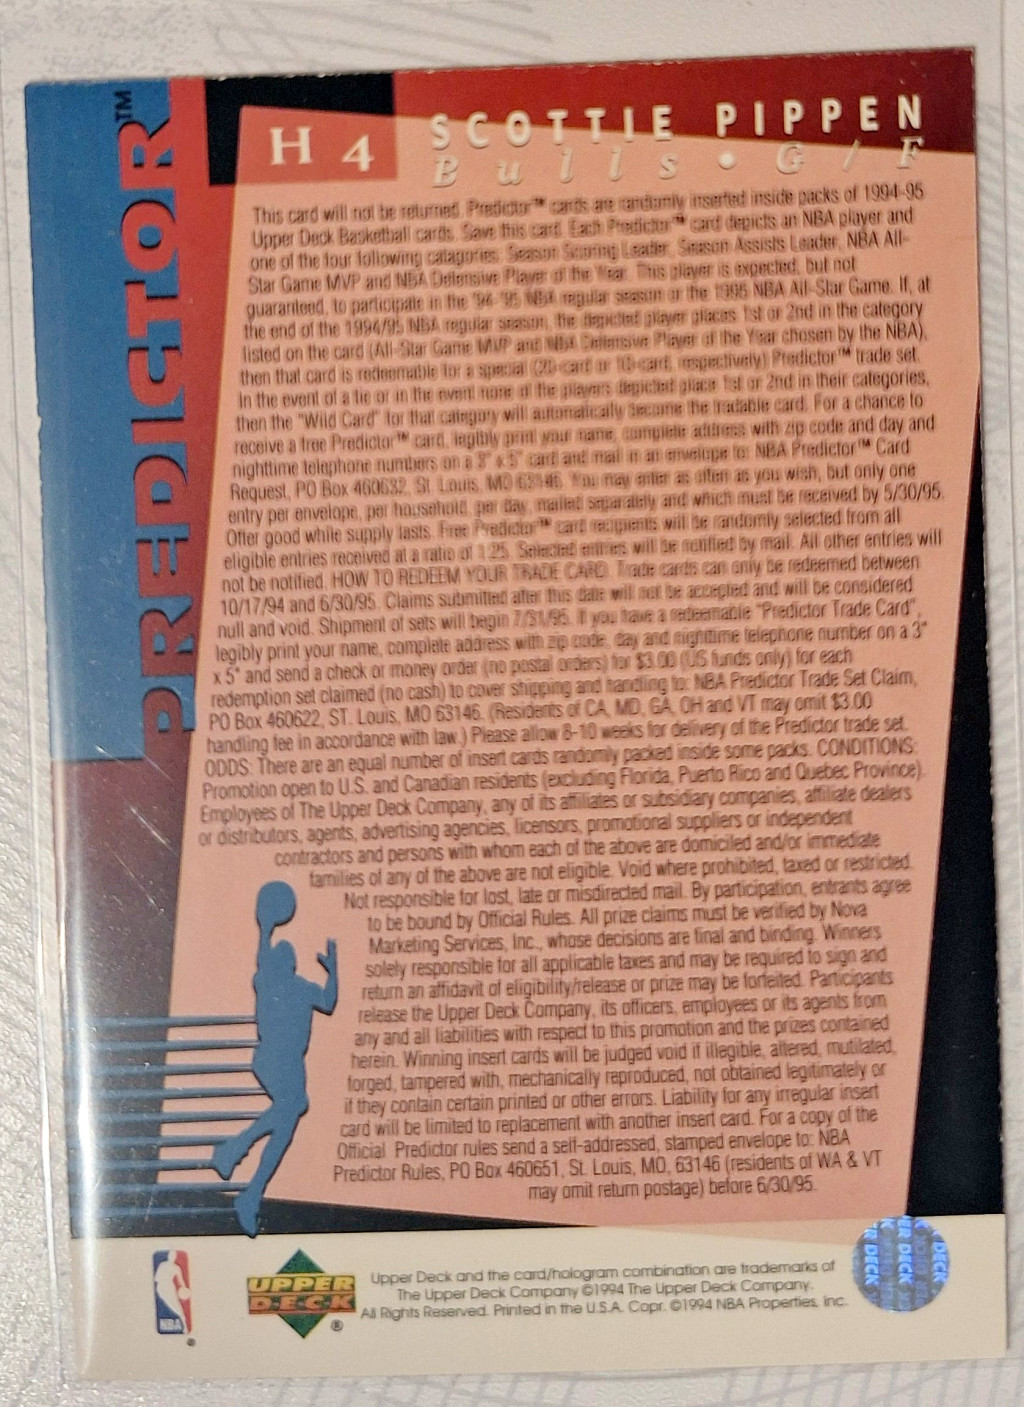 PREDICTOR™
H 4
SCOTTIE PIPPEN
Bulls • G / F
This card will not be returned. Predictor™ cards are randomly inserted inside packs of 1994-95
Upper Deck Basketball cards. Save this card. Each Predictor™ card depicts an NBA player and
one of the four following catagories: Season Scoring Leader, Season Assists Leader, NBA All-
Star Game MVP and NBA Defensive Player of the Year. This player is expected, but not
guaranteed, to participate in the '94-'95 NBA regular season or the 1995 NBA All-Star Game. If, at
the end of the 1994/95 NBA regular season, the depicted player places 1st or 2nd in the category
listed on the card (All-Star Game MVP and NBA Defensive Player of the Year chosen by the NBA),
then that card is redeemable for a special (20-card or 10-card, respectively) Predictor™ trade set.
In the event of a tie or in the event none of the players depicted place 1st or 2nd in their categories,
then the "Wild Card" for that category will automatically become the tradable card. For a chance to
receive a free Predictor™ card, legibly print your name, complete address with zip code and day and
nighttime telephone numbers on a 3" x 5" card and mail in an envelope to: NBA Predictor™ Card
Request, PO Box 460632, St. Louis, MO 63146. You may enter as often as you wish, but only one
entry per envelope, per household, per day, mailed separately and which must be received by 5/30/95.
Offer good while supply lasts. Free Predictor™ card recipients will be randomly selected from all
eligible entries received at a ratio of 1:25. Selected entries will be notified by mail. All other entries will
not be notified. HOW TO REDEEM YOUR TRADE CARD. Trade cards can only be redeemed between
10/17/94 and 6/30/95. Claims submitted after this date will not be accepted and will be considered
null and void. Shipment of sets will begin 7/31/95. If you have a redeemable "Predictor Trade Card",
legibly print your name, complete address with zip code, day and nighttime telephone number on a 3"
x 5" and send a check or money order (no postal orders) for $3.00 (US funds only) for each
redemption set claimed (no cash) to cover shipping and handling to: NBA Predictor Trade Set Claim,
PO Box 460622, ST. Louis, MO 63146. (Residents of CA, MD, GA, OH and VT may omit $3.00
handling fee in accordance with law.) Please allow 8-10 weeks for delivery of the Predictor trade set.
ODDS: There are an equal number of insert cards randomly packed inside some packs. CONDITIONS:
Promotion open to U.S. and Canadian residents (excluding Florida, Puerto Rico and Quebec Province).
Employees of The Upper Deck Company, any of its affiliates or subsidiary companies, affiliate dealers
or distributors, agents, advertising agencies, licensors, promotional suppliers or independent
contractors and persons with whom each of the above are domiciled and/or immediate
families of any of the above are not eligible. Void where prohibited, taxed or restricted.
Not responsible for lost, late or misdirected mail. By participation, entrants agree
to be bound by Official Rules. All prize claims must be verified by Nova
Marketing Services, Inc., whose decisions are final and binding. Winners
solely responsible for all applicable taxes and may be required to sign and
return an affidavit of eligibility/release or prize may be forfeited. Participants
release the Upper Deck Company, its officers, employees or its agents from
any and all liabilities with respect to this promotion and the prizes contained
herein. Winning insert cards will be judged void if illegible, altered, mutilated,
forged, tampered with, mechanically reproduced, not obtained legitimately or
if they contain certain printed or other errors. Liability for any irregular insert
card will be limited to replacement with another insert card. For a copy of the
Official Predictor rules send a self-addressed, stamped envelope to: NBA
Predictor Rules, PO Box 460651, St. Louis, MO, 63146 (residents of WA & VT
may omit return postage) before 6/30/95.
NBA ®
UPPER
DECK ®
Upper Deck and the card/hologram combination are trademarks of
The Upper Deck Company ©1994 The Upper Deck Company.
All Rights Reserved. Printed in the U.S.A. Copr. ©1994 NBA Properties, Inc.